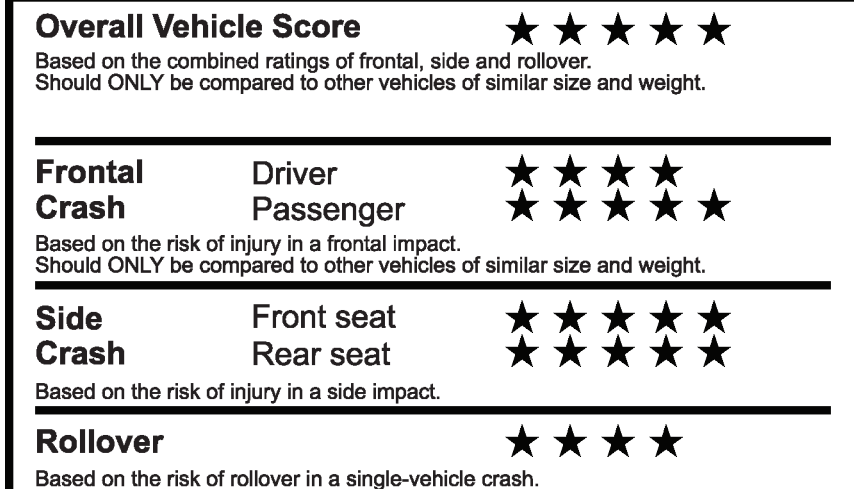 Overall Vehicle Score ★ ★ ★ ★ ★
Based on the combined ratings of frontal, side and rollover.
Should ONLY be compared to other vehicles of similar size and weight.
Frontal Driver ★ ★ ★ ★
Crash Passenger ★ ★ ★ ★ ★
Based on the risk of injury in a frontal impact.
Should ONLY be compared to other vehicles of similar size and weight.
Side Front seat ★ ★ ★ ★ ★
Crash Rear seat ★ ★ ★ ★ ★
Based on the risk of injury in a side impact.
Rollover ★ ★ ★ ★
Based on the risk of rollover in a single-vehicle crash.